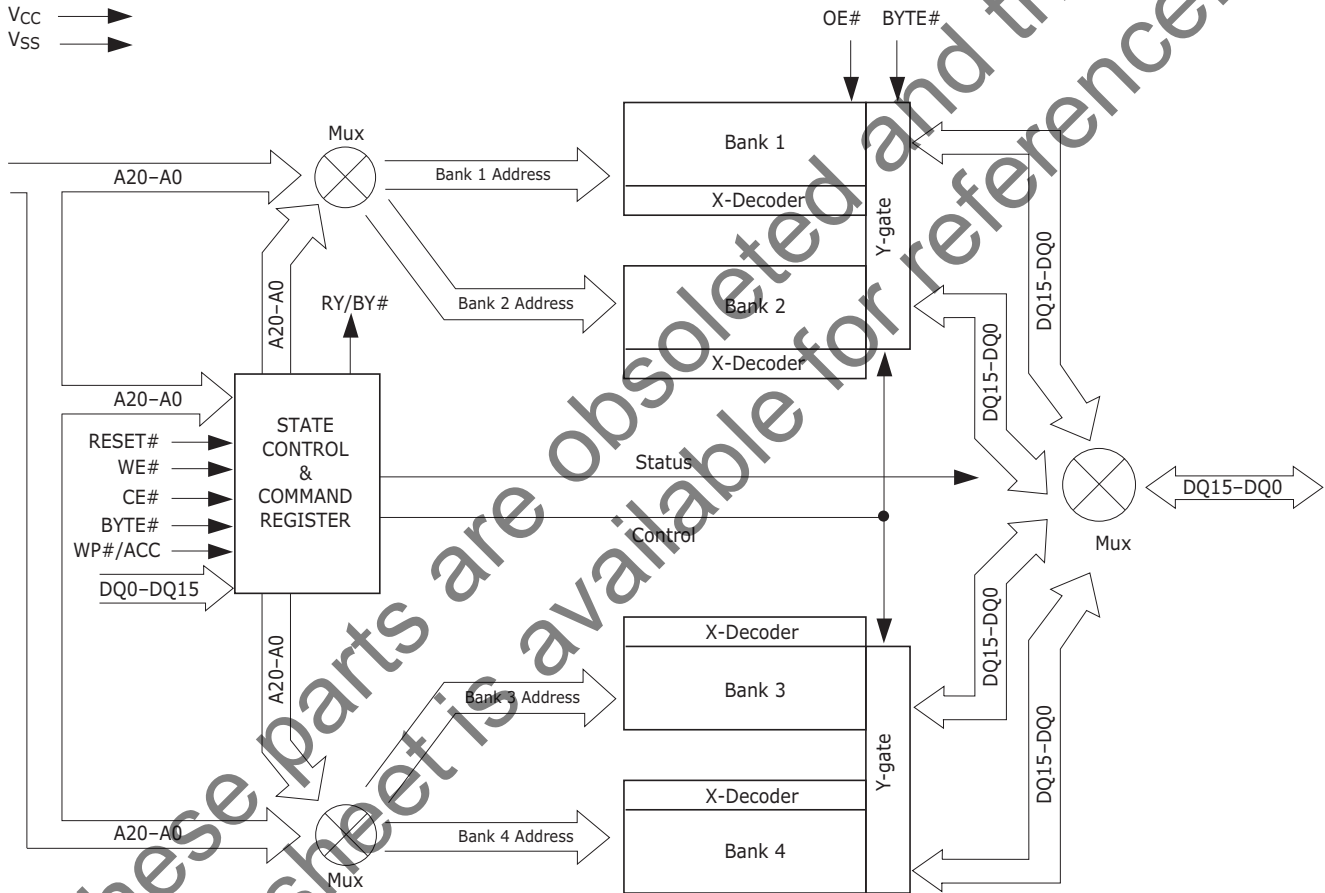 VCC
VSS
OE# BYTE#
Mux
Bank 1
A20–A0
Bank 1 Address
X-Decoder
Y-gate
DQ15–DQ0
A20–A0
RY/BY#
Bank 2 Address
Bank 2
X-Decoder
DQ15–DQ0
A20–A0
RESET#
WE#
CE#
BYTE#
WP#/ACC
DQ0–DQ15
STATE
CONTROL
&
COMMAND
REGISTER
Status
Control
DQ15–DQ0
Mux
A20–A0
X-Decoder
Bank 3 Address
Bank 3
DQ15–DQ0
Y-gate
DQ15–DQ0
X-Decoder
A20–A0
Bank 4 Address
Bank 4
Mux
hese parts are obsoleted and th
sheet is available for reference